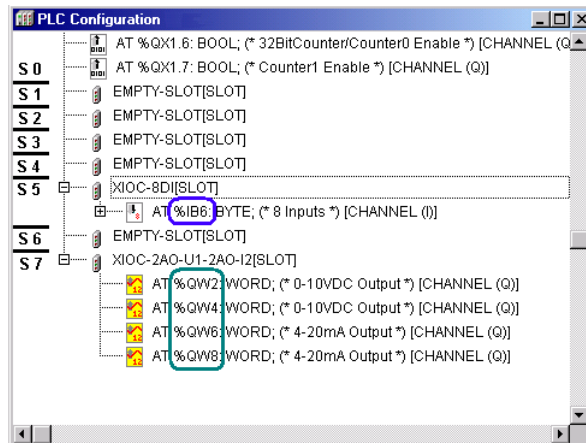 PLC Configuration
AT %QX1.6: BOOL; (* 32BitCounter/Counter0 Enable *) [CHANNEL (Q
S 0 AT %QX1.7: BOOL; (* Counter1 Enable *) [CHANNEL (Q)]
S 1 EMPTY-SLOT[SLOT]
S 2 EMPTY-SLOT[SLOT]
S 3 EMPTY-SLOT[SLOT]
S 4 EMPTY-SLOT[SLOT]
S 5 XIOC-8DI[SLOT]
AT %IB6: BYTE; (* 8 Inputs *) [CHANNEL (I)]
S 6 EMPTY-SLOT[SLOT]
S 7 XIOC-2AO-U1-2AO-I2[SLOT]
AT %QW2: WORD; (* 0-10VDC Output *) [CHANNEL (Q)]
AT %QW4: WORD; (* 0-10VDC Output *) [CHANNEL (Q)]
AT %QW6: WORD; (* 4-20mA Output *) [CHANNEL (Q)]
AT %QW8: WORD; (* 4-20mA Output *) [CHANNEL (Q)]